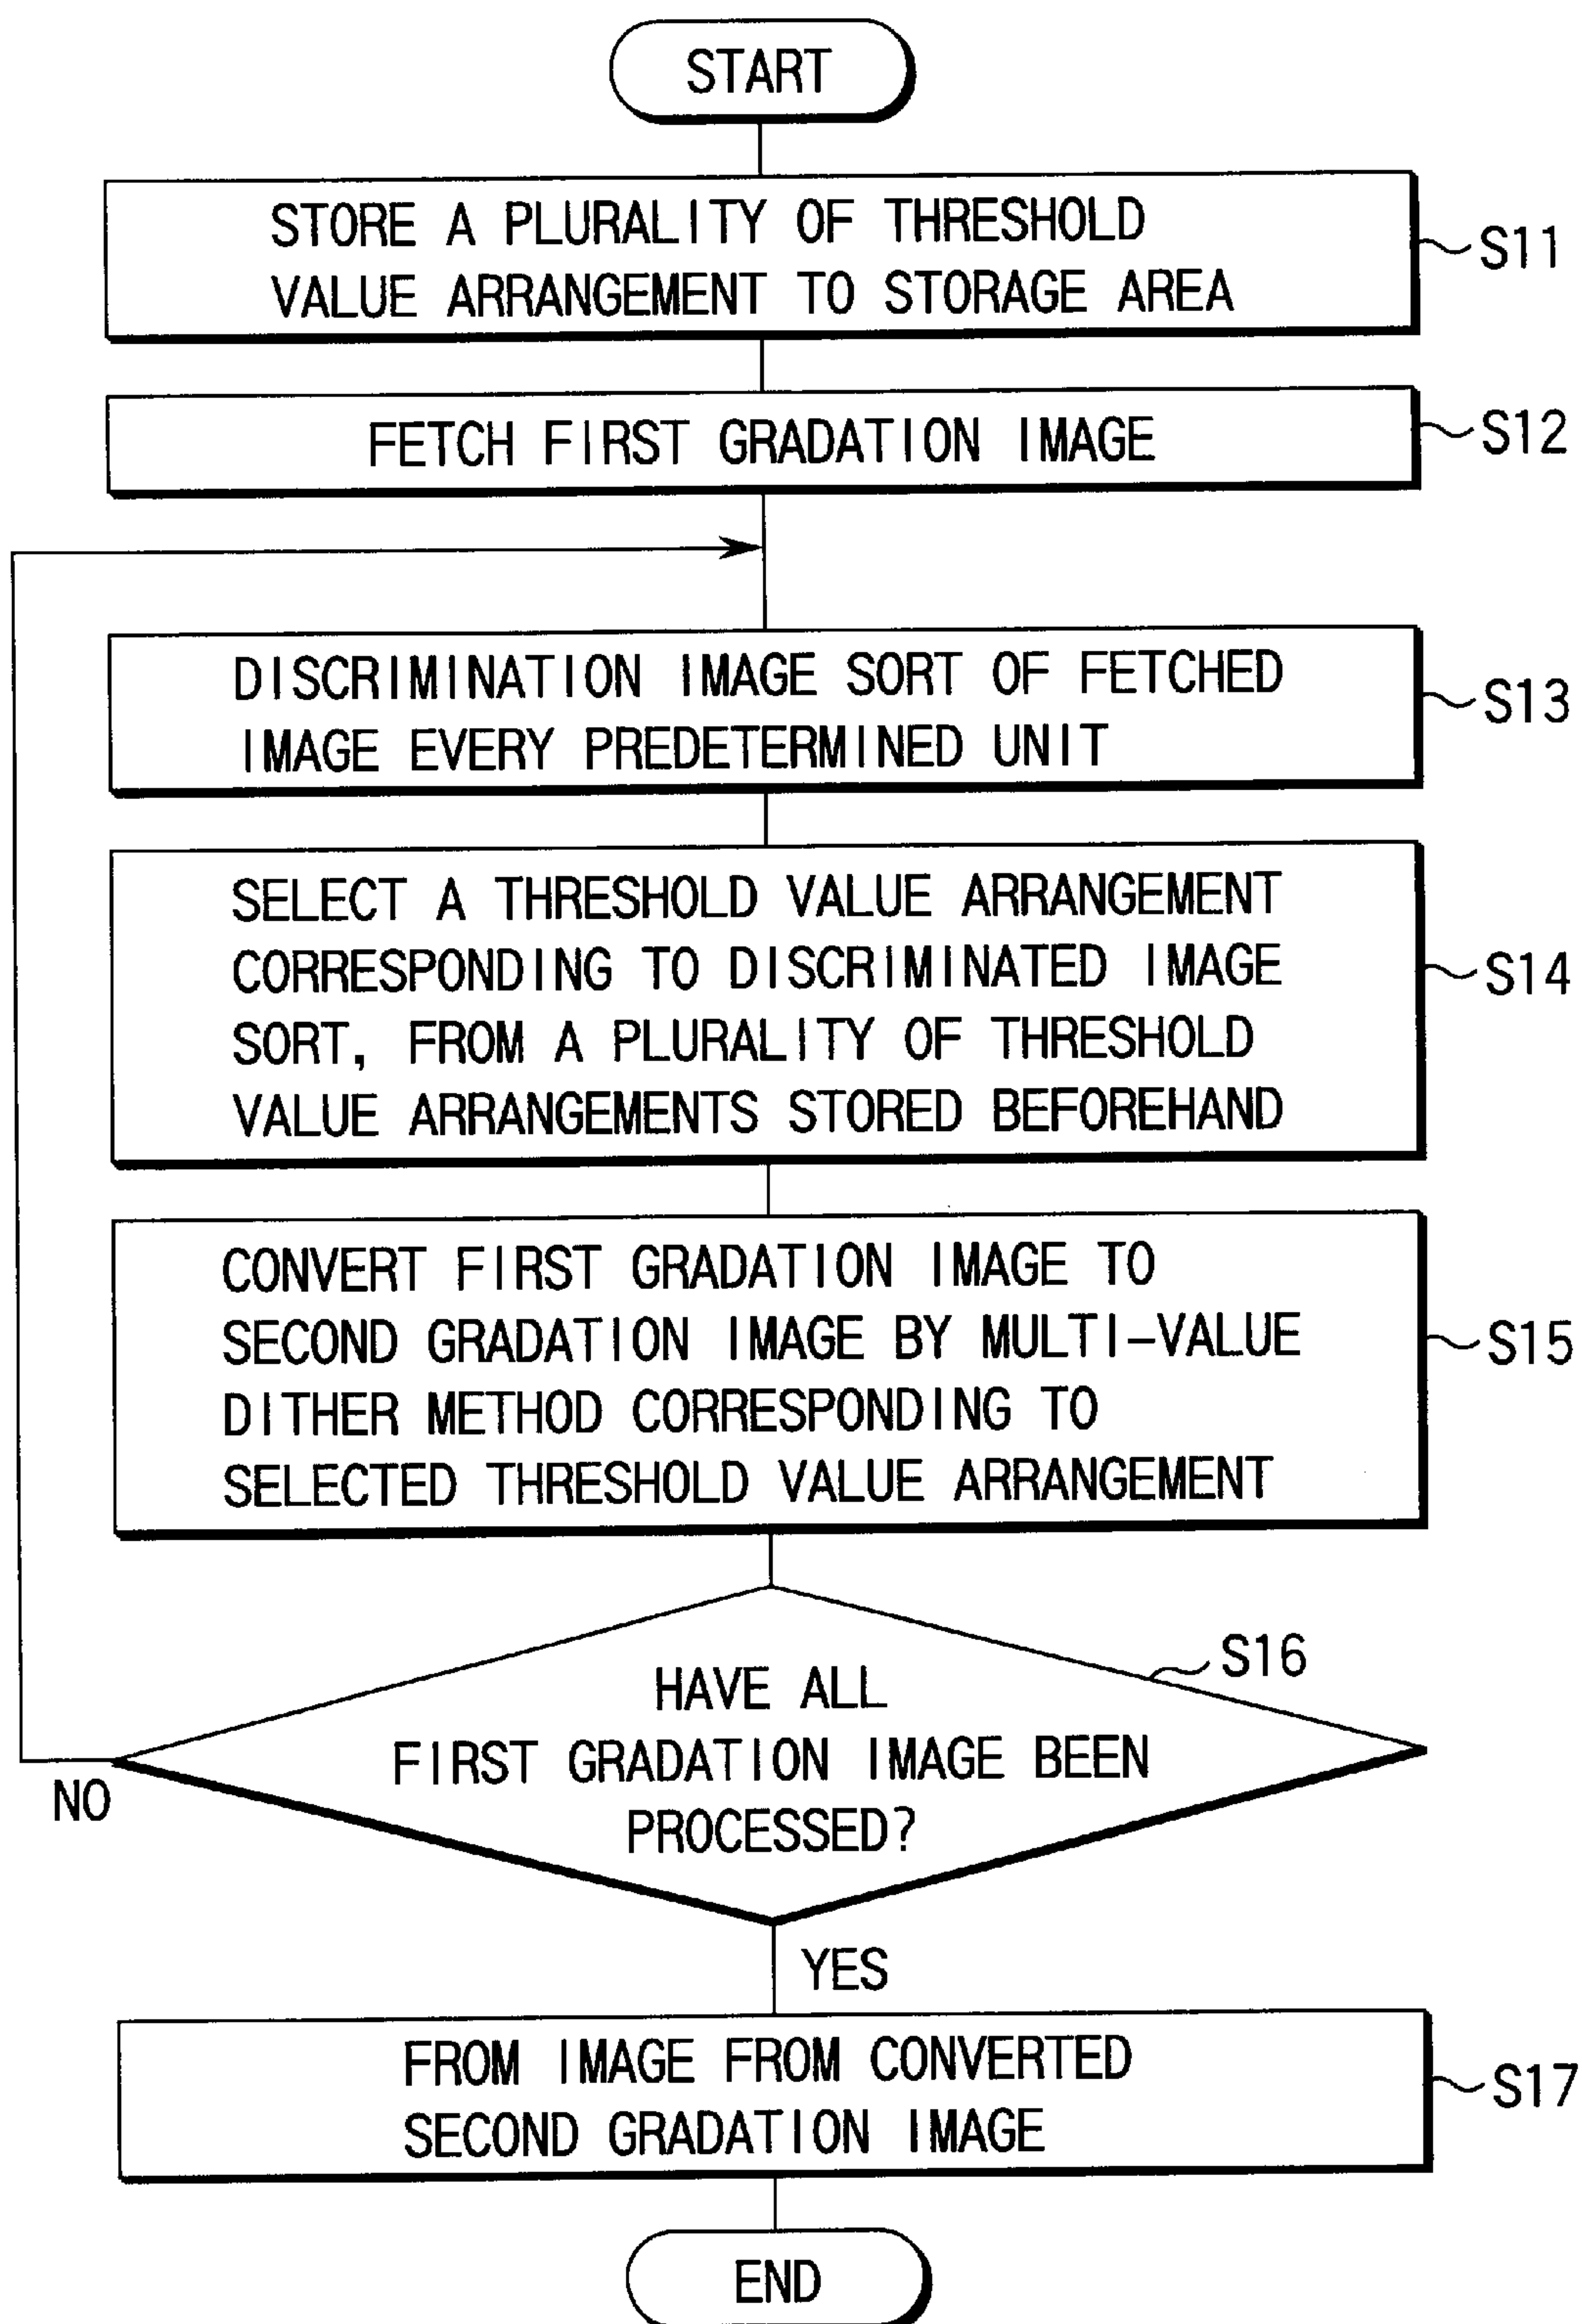 START
STORE A PLURALITY OF THRESHOLD
VALUE ARRANGEMENT TO STORAGE AREA
S11
FETCH FIRST GRADATION IMAGE
S12
DISCRIMINATION IMAGE SORT OF FETCHED
IMAGE EVERY PREDETERMINED UNIT
S13
SELECT A THRESHOLD VALUE ARRANGEMENT
CORRESPONDING TO DISCRIMINATED IMAGE
SORT, FROM A PLURALITY OF THRESHOLD
VALUE ARRANGEMENTS STORED BEFOREHAND
S14
CONVERT FIRST GRADATION IMAGE TO
SECOND GRADATION IMAGE BY MULTI-VALUE
DITHER METHOD CORRESPONDING TO
SELECTED THRESHOLD VALUE ARRANGEMENT
S15
S16
HAVE ALL
FIRST GRADATION IMAGE BEEN
PROCESSED?
NO
YES
FROM IMAGE FROM CONVERTED
SECOND GRADATION IMAGE
S17
END